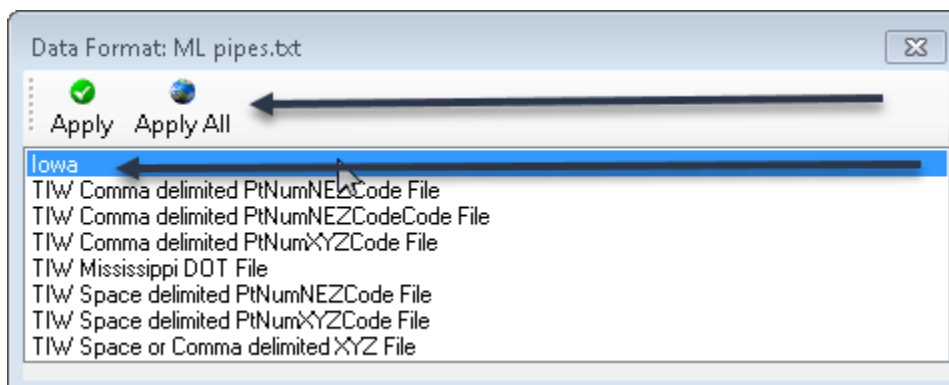 Data Format: ML pipes.txt
Apply Apply All
Iowa
TIW Comma delimited PtNumNEZCode File
TIW Comma delimited PtNumNEZCodeCode File
TIW Comma delimited PtNumXYZCode File
TIW Mississippi DOT File
TIW Space delimited PtNumNEZCode File
TIW Space delimited PtNumXYZCode File
TIW Space or Comma delimited XYZ File